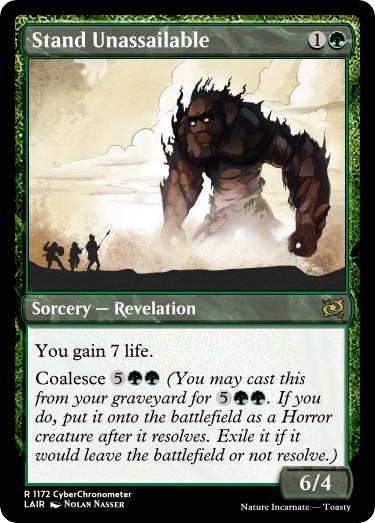 Stand Unassailable 1
Sorcery — Revelation
You gain 7 life.
Coalesce 5 (You may cast this
from your graveyard for 5. If you
do, put it onto the battlefield as a Horror
creature after it resolves. Exile it if it
would leave the battlefield or not resolve.)
6/4
R 1172 CyberChronometer
LAIR Nolan Nasser
Nature Incarnate — Toasty